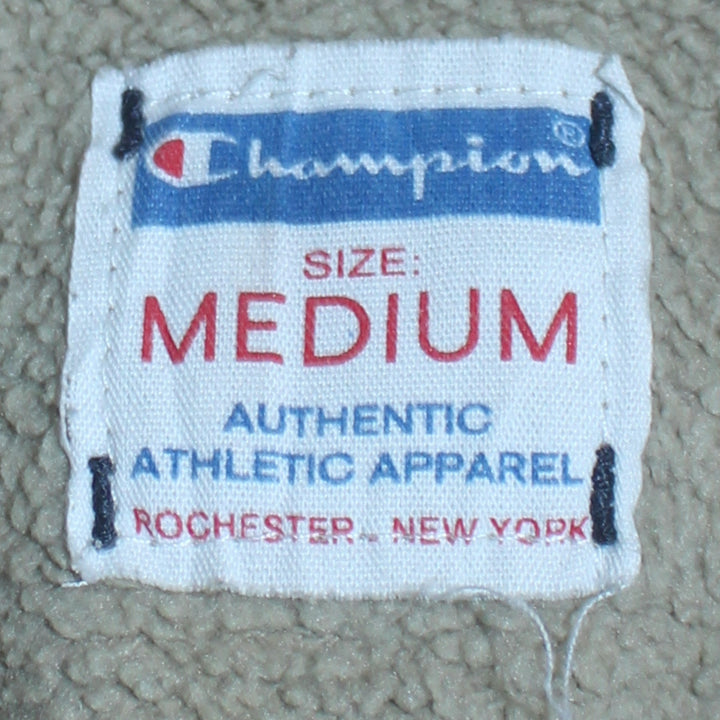 Champion®
SIZE:
MEDIUM
AUTHENTIC
ATHLETIC APPAREL
ROCHESTER - NEW YORK